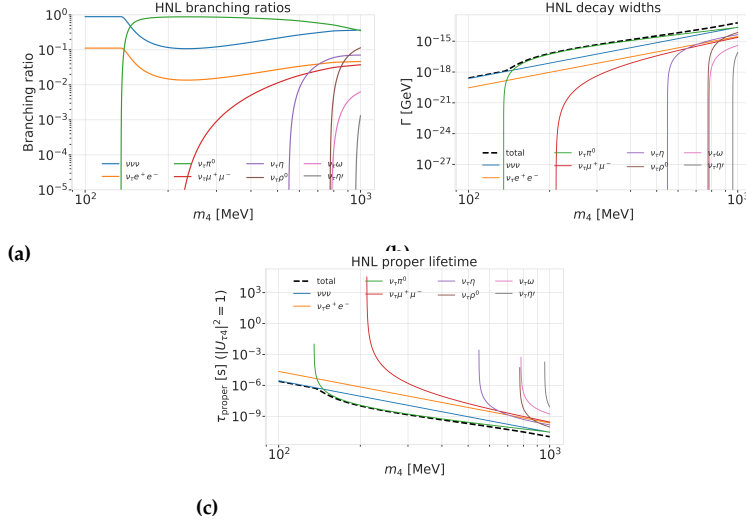 HNL branching ratios
Branching ratio
10⁰
10⁻¹
10⁻²
10⁻³
10⁻⁴
10⁻⁵
ννν
ν_τe⁺e⁻
ν_τπ⁰
ν_τμ⁺μ⁻
ν_τη
ν_τρ⁰
ν_τω
ν_τη′
10² 10³
m₄ [MeV]
(a)
HNL decay widths
Γ [GeV]
10⁻¹⁵
10⁻¹⁸
10⁻²¹
10⁻²⁴
10⁻²⁷
total
ννν
ν_τe⁺e⁻
ν_τπ⁰
ν_τμ⁺μ⁻
ν_τη
ν_τρ⁰
ν_τω
ν_τη′
10² 10³
m₄ [MeV]
HNL proper lifetime
τ_proper [s] (|U_τ4|² = 1)
10³
10⁰
10⁻³
10⁻⁶
10⁻⁹
total
ννν
ν_τe⁺e⁻
ν_τπ⁰
ν_τμ⁺μ⁻
ν_τη
ν_τρ⁰
ν_τω
ν_τη′
10² 10³
m₄ [MeV]
(c)